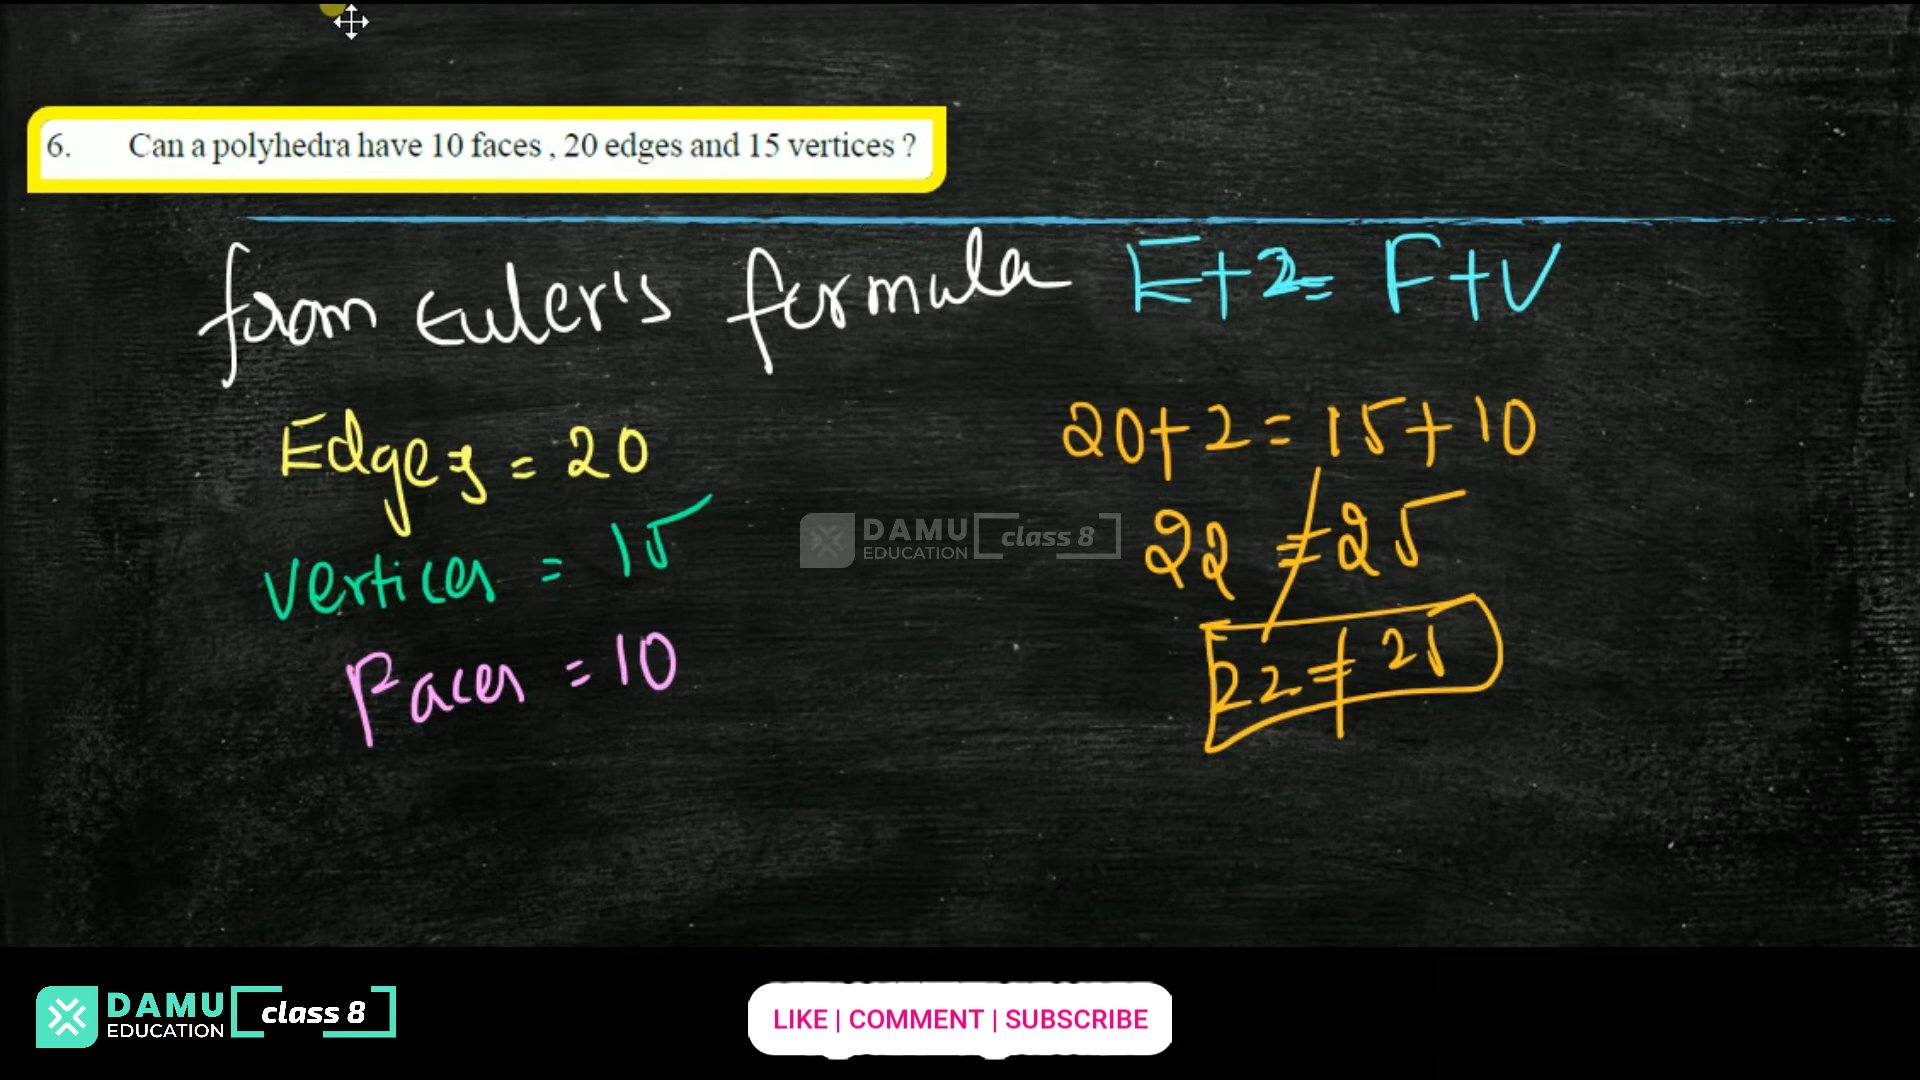 6. Can a polyhedra have 10 faces , 20 edges and 15 vertices ?
from Euler's formula E+2= F+V
Edges = 20
20+2=15+10
vertices = 15
22 ≠ 25
Faces = 10
22 ≠ 25
DAMU EDUCATION class 8
DAMU EDUCATION class 8
LIKE | COMMENT | SUBSCRIBE